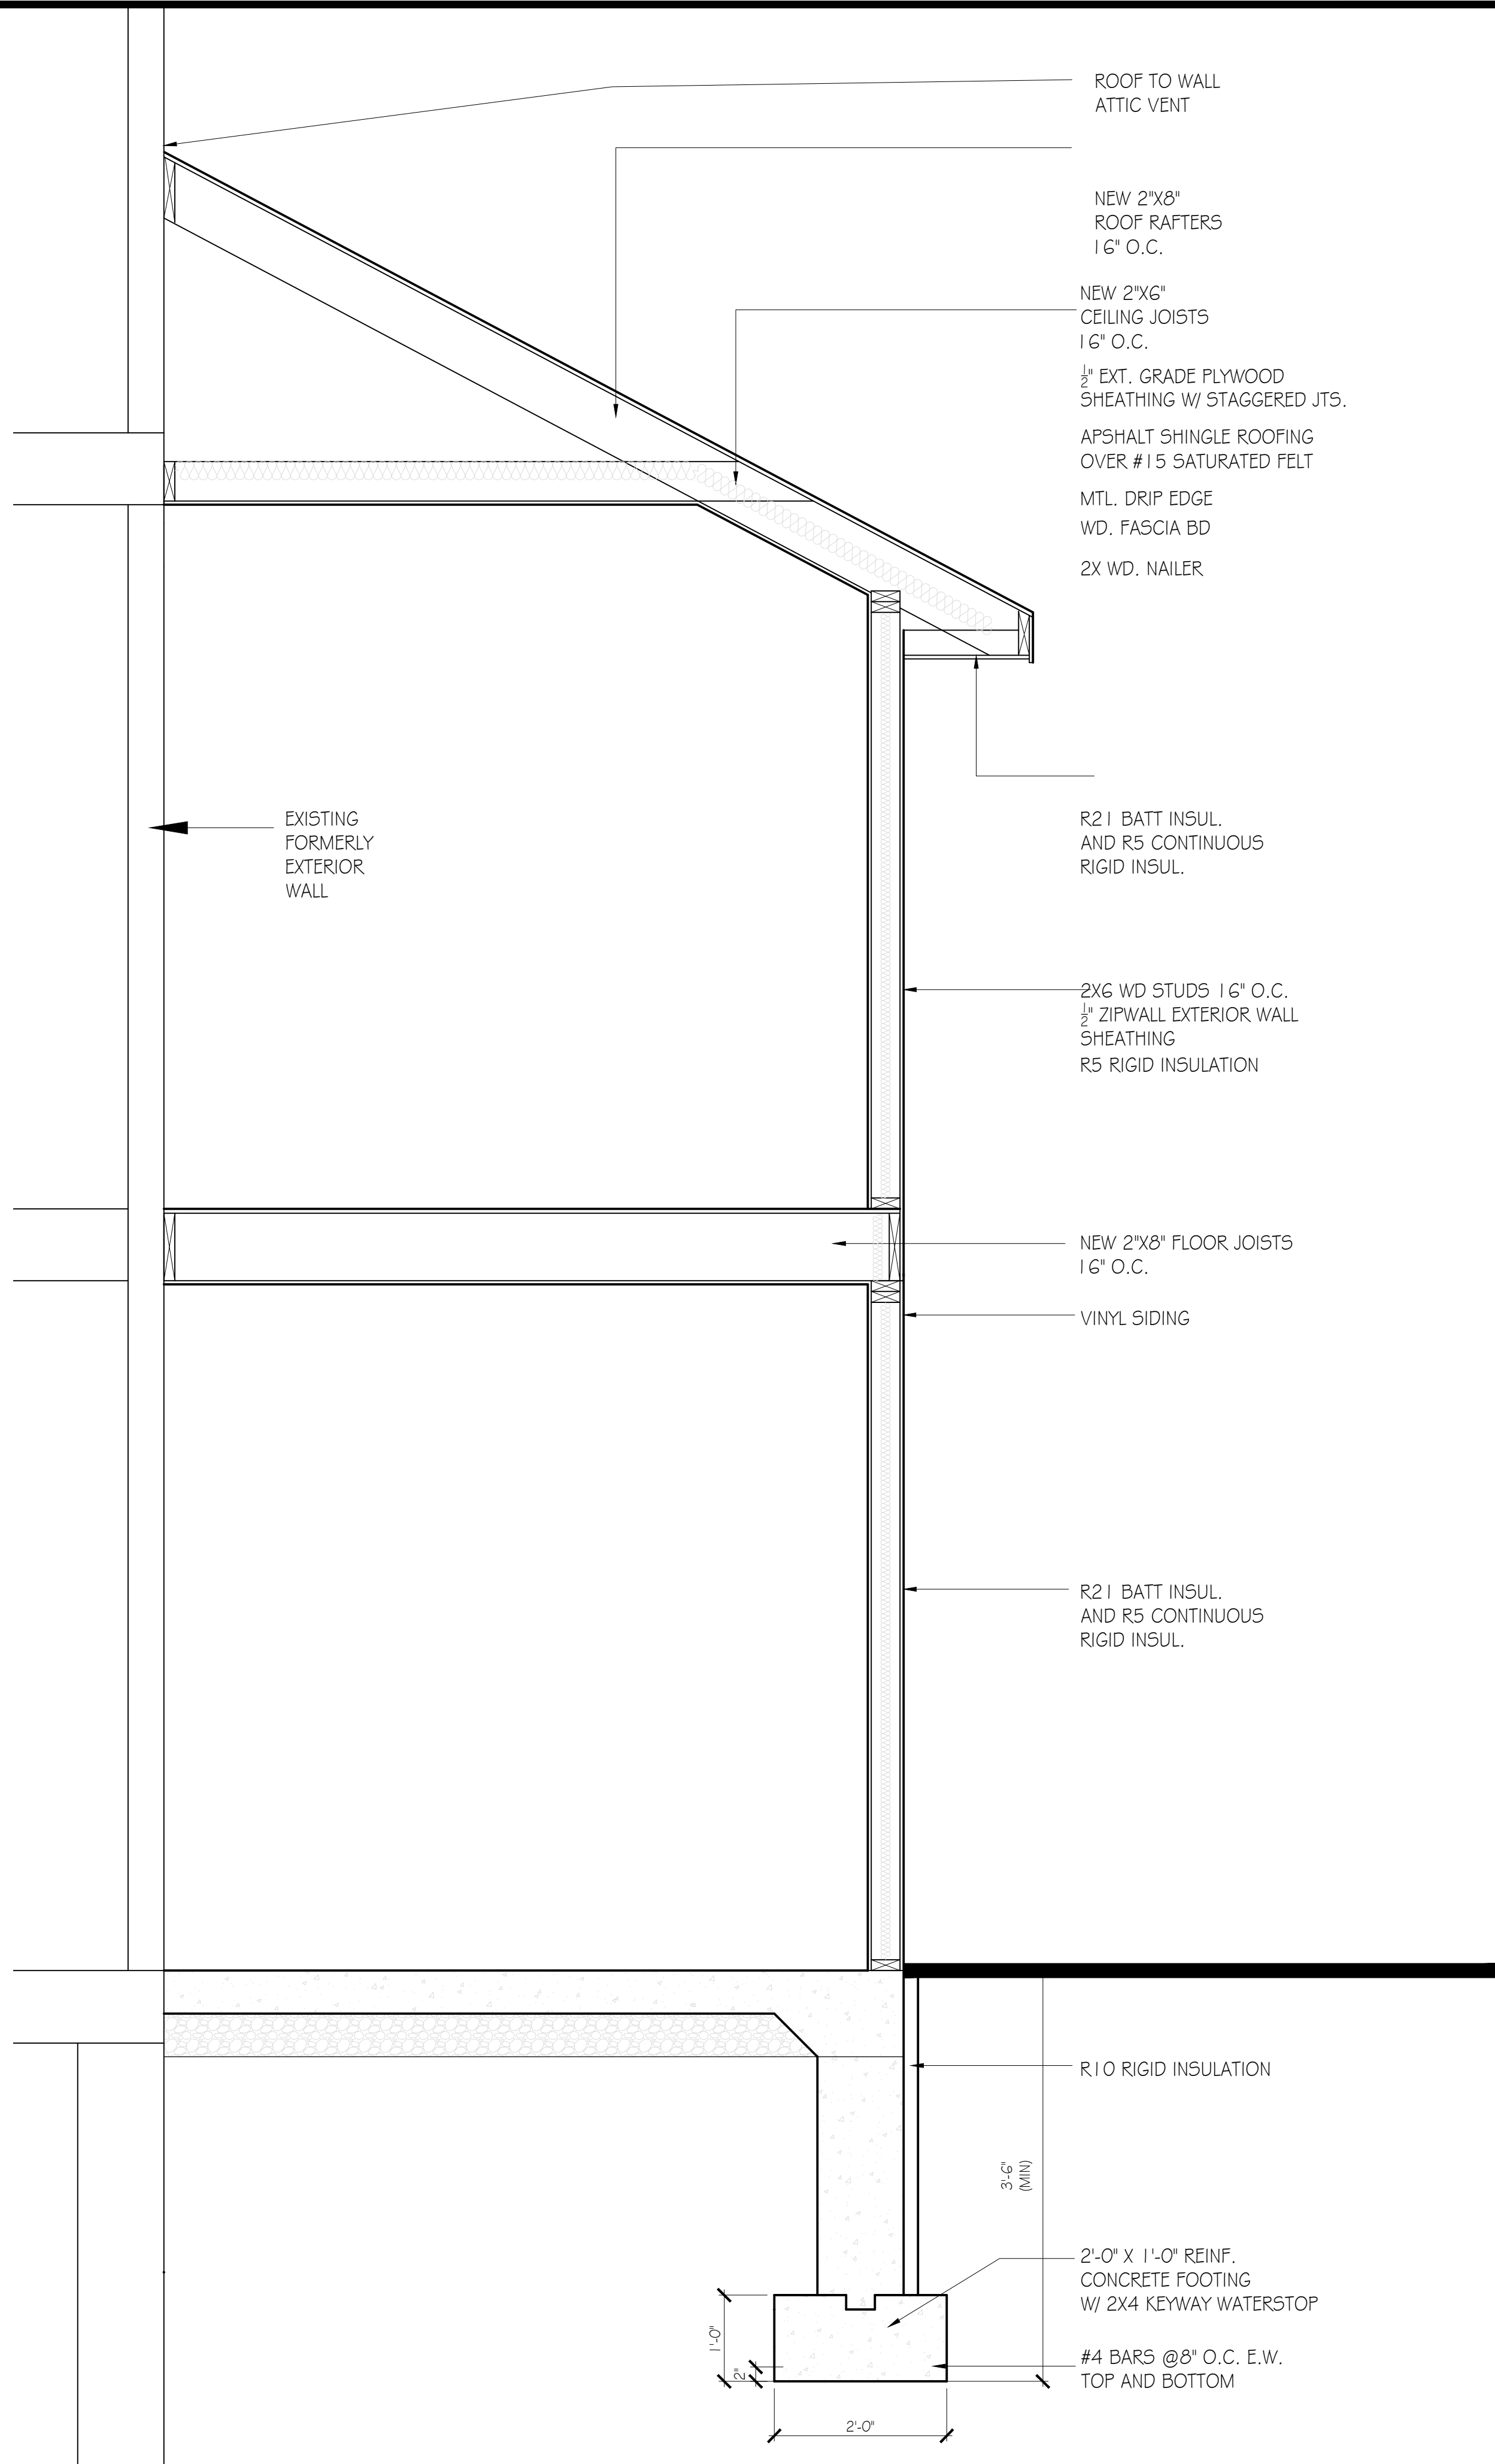 ROOF TO WALL
ATTIC VENT
NEW 2"X8"
ROOF RAFTERS
16" O.C.
NEW 2"X6"
CEILING JOISTS
16" O.C.
1/2" EXT. GRADE PLYWOOD
SHEATHING W/ STAGGERED JTS.
APSHALT SHINGLE ROOFING
OVER #15 SATURATED FELT
MTL. DRIP EDGE
WD. FASCIA BD
2X WD. NAILER
EXISTING
FORMERLY
EXTERIOR
WALL
R21 BATT INSUL.
AND R5 CONTINUOUS
RIGID INSUL.
2X6 WD STUDS 16" O.C.
1/2" ZIPWALL EXTERIOR WALL
SHEATHING
R5 RIGID INSULATION
NEW 2"X8" FLOOR JOISTS
16" O.C.
VINYL SIDING
R21 BATT INSUL.
AND R5 CONTINUOUS
RIGID INSUL.
R10 RIGID INSULATION
3'-6"
(MIN)
2'-0" X 1'-0" REINF.
CONCRETE FOOTING
W/ 2X4 KEYWAY WATERSTOP
1'-0"
2"
#4 BARS @8" O.C. E.W.
TOP AND BOTTOM
2'-0"